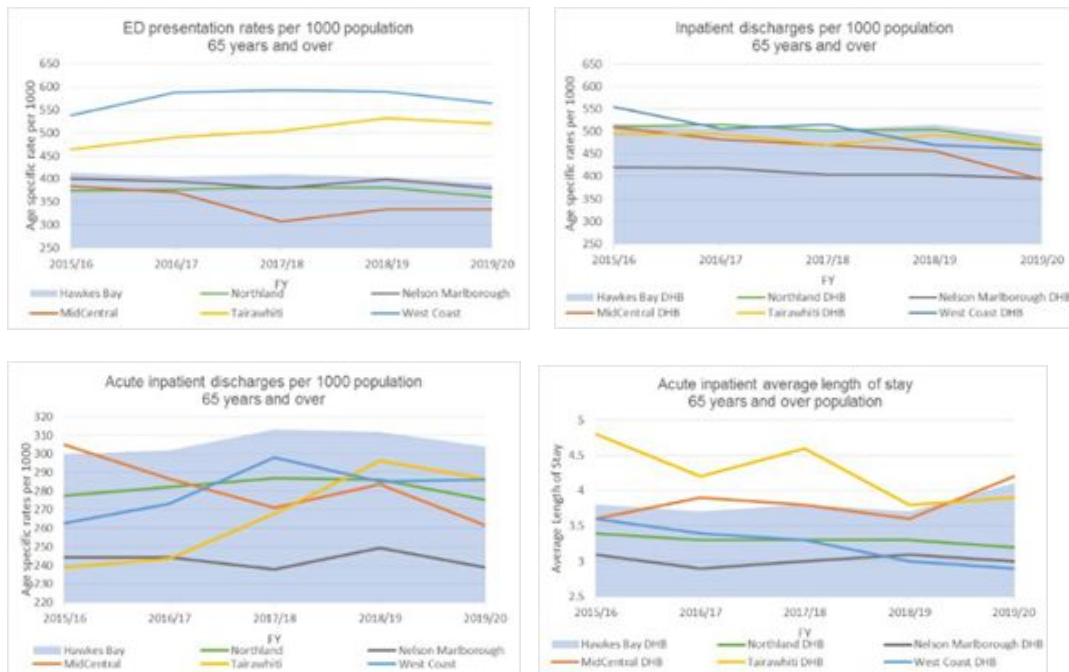 ED presentation rates per 1000 population
65 years and over
Age specific rate per 1000
650
600
550
500
450
400
350
300
250
2015/16 2016/17 2017/18 2018/19 2019/20
FY
Hawkes Bay Northland Nelson Marlborough
MidCentral Tairawhiti West Coast
Inpatient discharges per 1000 population
65 years and over
Age specific rates per 1000
650
600
550
500
450
400
350
300
250
2015/16 2016/17 2017/18 2018/19 2019/20
FY
Hawkes Bay DHB Northland DHB Nelson Marlborough DHB
MidCentral DHB Tairawhiti DHB West Coast DHB
Acute inpatient discharges per 1000 population
65 years and over
Age specific rates per 1000
320
310
300
290
280
270
260
250
240
230
220
2015/16 2016/17 2017/18 2018/19 2019/20
FY
Hawkes Bay Northland Nelson Marlborough
MidCentral Tairawhiti West Coast
Acute inpatient average length of stay
65 years and over population
Average Length of Stay
5
4.5
4
3.5
3
2.5
2015/16 2016/17 2017/18 2018/19 2019/20
FY
Hawkes Bay DHB Northland DHB Nelson Marlborough DHB
MidCentral DHB Tairawhiti DHB West Coast DHB